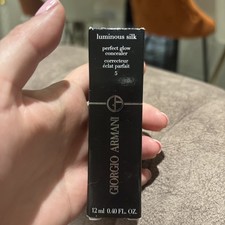 luminous silk
perfect glow
concealer
correcteur
éclat parfait
5
GIORGIO ARMANI
12 ml 0.40 FL. OZ.